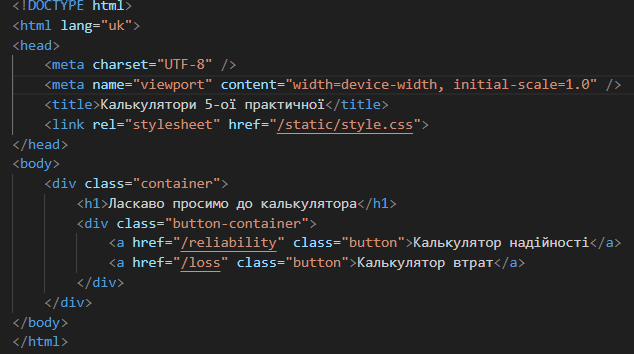 <!DOCTYPE html>
<html lang="uk">
<head>
    <meta charset="UTF-8" />
    <meta name="viewport" content="width=device-width, initial-scale=1.0" />
    <title>Калькулятори 5-ої практичної</title>
    <link rel="stylesheet" href="/static/style.css">
</head>
<body>
    <div class="container">
        <h1>Ласкаво просимо до калькулятора</h1>
        <div class="button-container">
            <a href="/reliability" class="button">Калькулятор надійності</a>
            <a href="/loss" class="button">Калькулятор втрат</a>
        </div>
    </div>
</body>
</html>